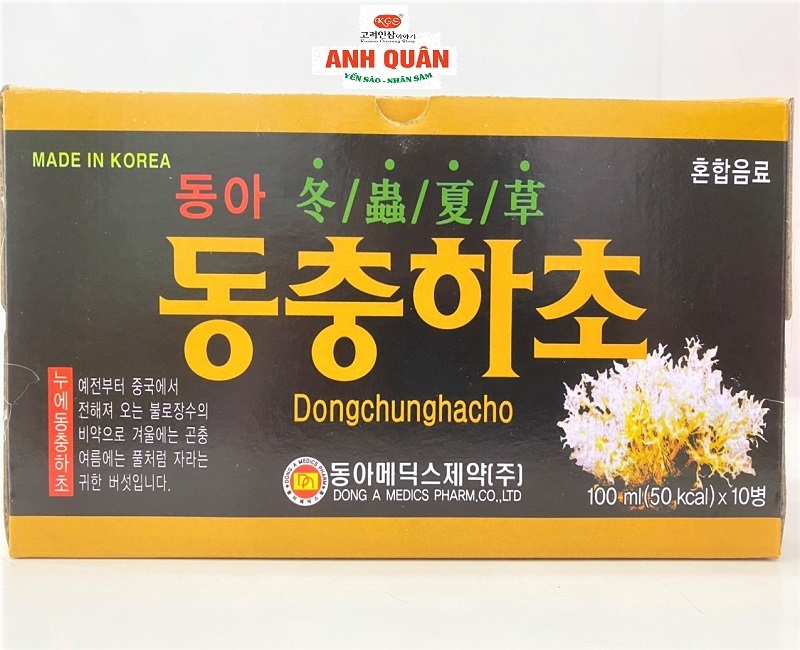 KGS
고려인삼이야기
ANH QUÂN
YẾN SÀO - NHÂN SÂM
MADE IN KOREA
혼합음료
동아 冬/蟲/夏/草
동충하초
Dongchunghacho
누에동충하초
예전부터 중국에서
전해져 오는 불로장수의
비약으로 겨울에는 곤충
여름에는 풀처럼 자라는
귀한 버섯입니다.
DONG A MEDICS PHARM
동아메딕스제약(주)
DONG A MEDICS PHARM.CO.,LTD
100 ml(50 kcal) x 10병